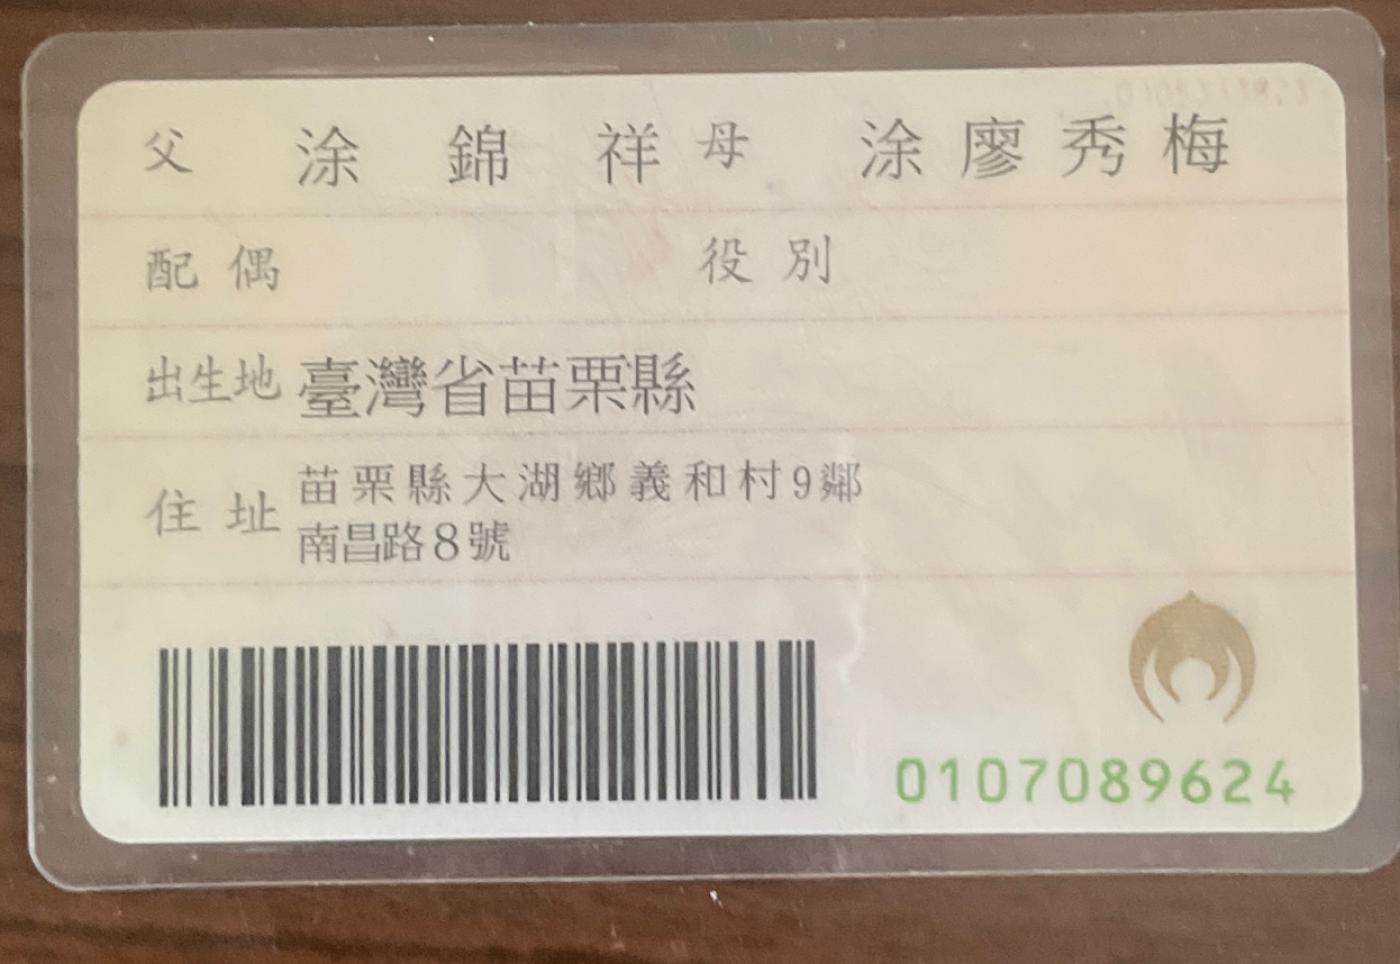 父 涂錦祥 母 涂廖秀梅
配偶 役別
出生地 臺灣省苗栗縣
住址 苗栗縣大湖鄉義和村9鄰
南昌路8號
0107089624